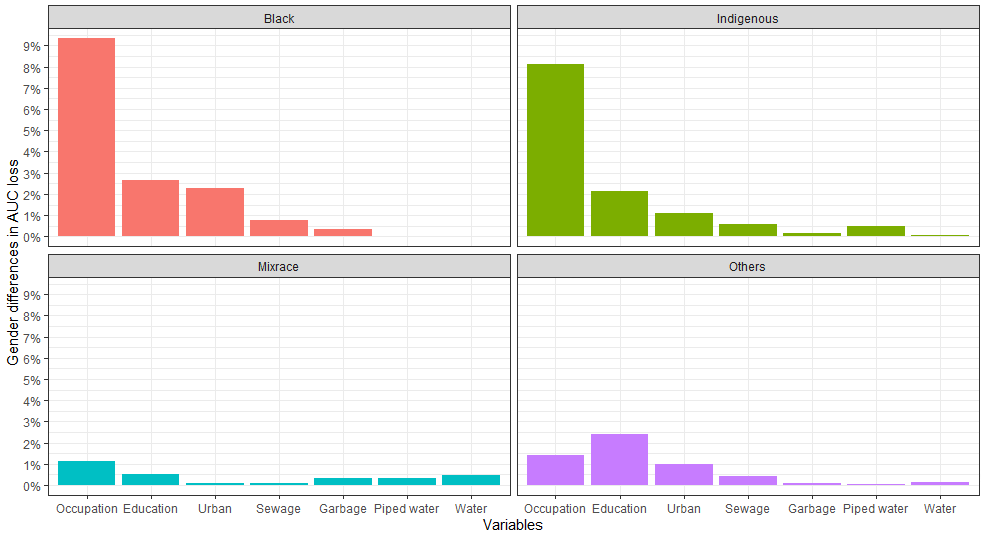 Black
Indigenous
9%
8%
7%
6%
5%
4%
3%
2%
1%
0%
Mixrace
Others
9%
8%
7%
6%
5%
4%
3%
2%
1%
0%
Gender differences in AUC loss
Occupation Education Urban Sewage Garbage Piped water Water
Occupation Education Urban Sewage Garbage Piped water Water
Variables